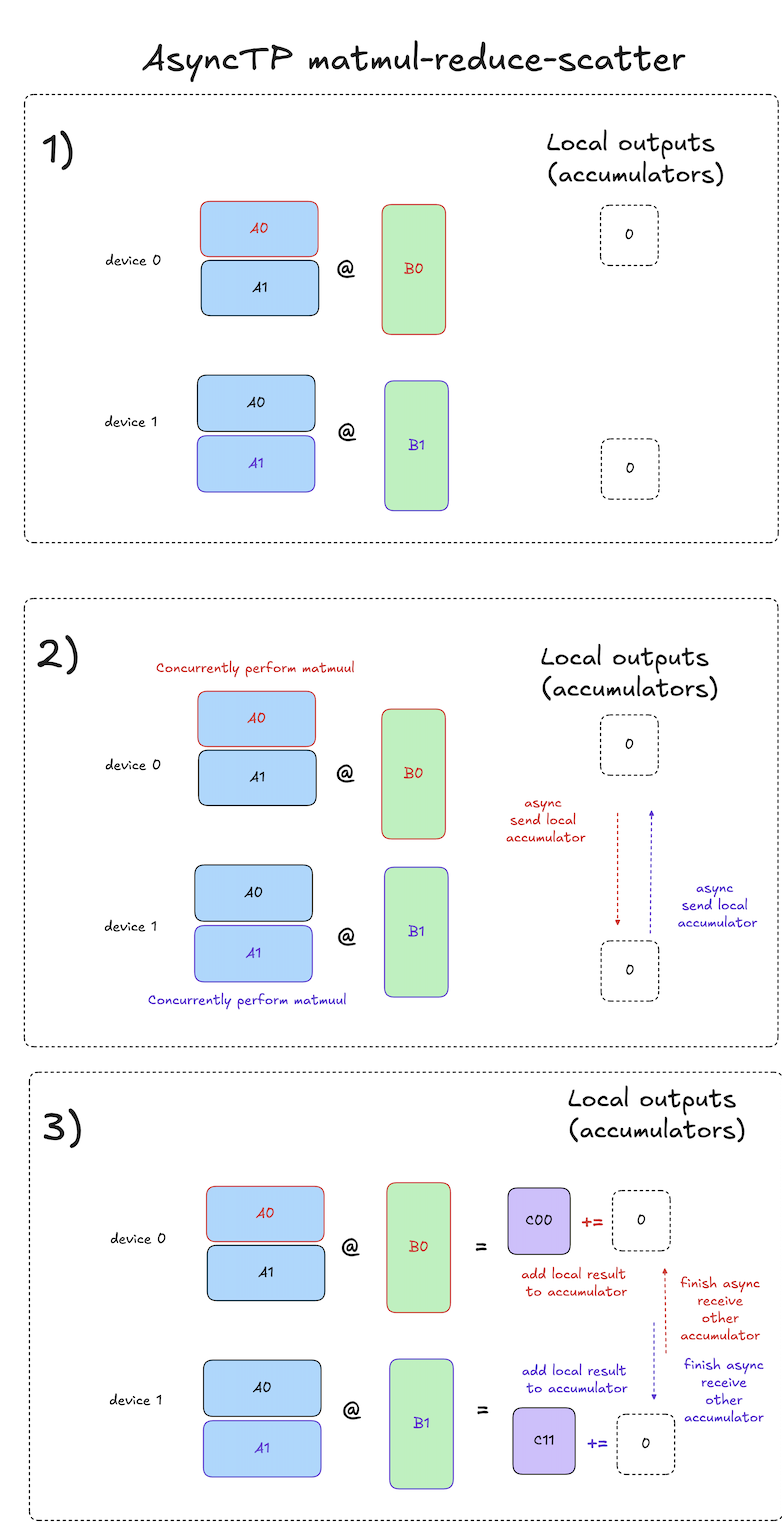 AsyncTP matmul-reduce-scatter
1)
Local outputs
(accumulators)
device 0
A0
A1
@
B0
0
device 1
A0
A1
@
B1
0
2)
Concurrently perform matmuul
Local outputs
(accumulators)
device 0
A0
A1
@
B0
0
async
send local
accumulator
async
send local
accumulator
device 1
A0
A1
@
B1
0
Concurrently perform matmuul
3)
Local outputs
(accumulators)
device 0
A0
A1
@
B0
=
C00
+=
0
add local result
to accumulator
finish async
receive
other
accumulator
device 1
A0
A1
@
B1
=
add local result
to accumulator
C11
+=
0
finish async
receive
other
accumulator